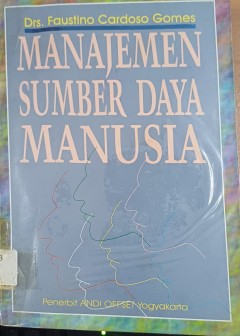 Drs. Faustino Cardoso Gomes
MANAJEMEN
SUMBER DAYA
MANUSIA
Penerbit ANDI OFFSET Yogyakarta